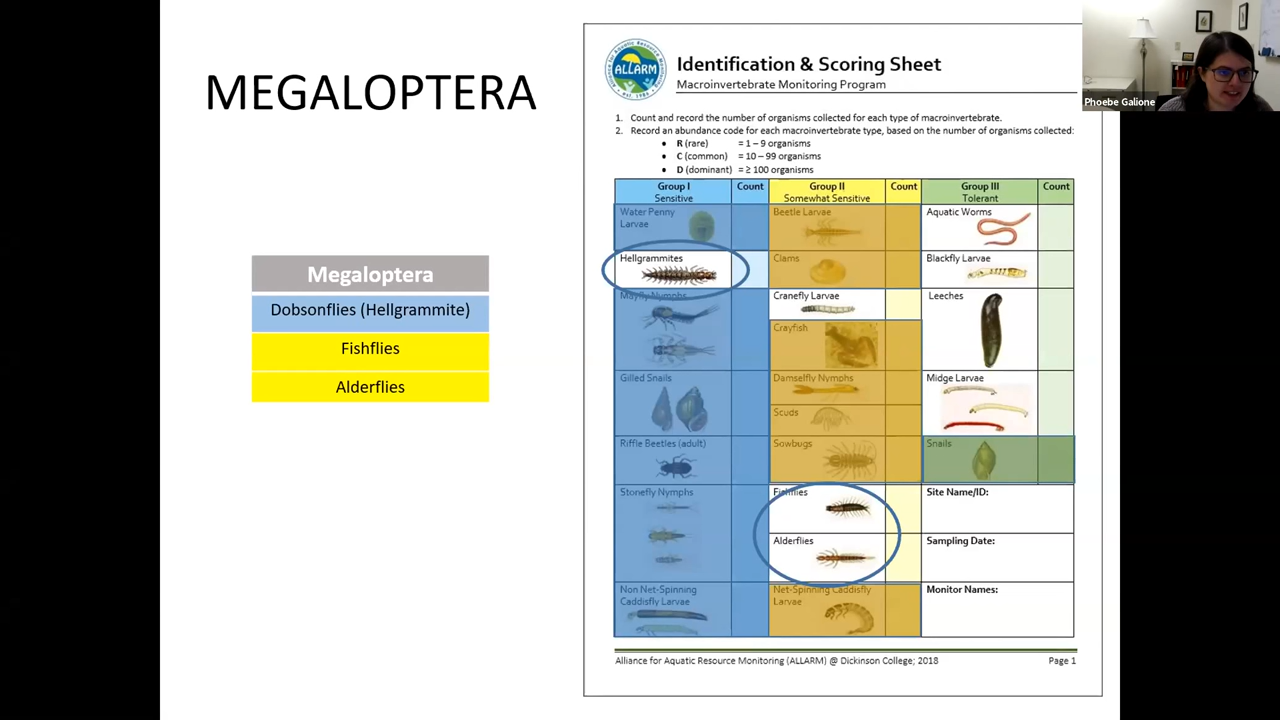 MEGALOPTERA
Megaloptera
Dobsonflies (Hellgrammite)
Fishflies
Alderflies
ALLARM
Identification & Scoring Sheet
Macroinvertebrate Monitoring Program
1. Count and record the number of organisms collected for each type of macroinvertebrate.
2. Record an abundance code for each macroinvertebrate type, based on the number of organisms collected:
• R (rare) = 1 – 9 organisms
• C (common) = 10 – 99 organisms
• D (dominant) = ≥ 100 organisms
Group I Count Group II Count Group III Count
Sensitive Somewhat Sensitive Tolerant
Water Penny Beetle Larvae Aquatic Worms
Larvae
Hellgrammites Clams Blackfly Larvae
Mayfly Nymphs Cranefly Larvae Leeches
Crayfish
Gilled Snails Damselfly Nymphs Midge Larvae
Scuds
Riffle Beetles (adult) Sowbugs Snails
Stonefly Nymphs Fishflies Site Name/ID:
Alderflies Sampling Date:
Non Net-Spinning Net-Spinning Caddisfly Monitor Names:
Caddisfly Larvae Larvae
Alliance for Aquatic Resource Monitoring (ALLARM) @ Dickinson College; 2018 Page 1
Phoebe Galione